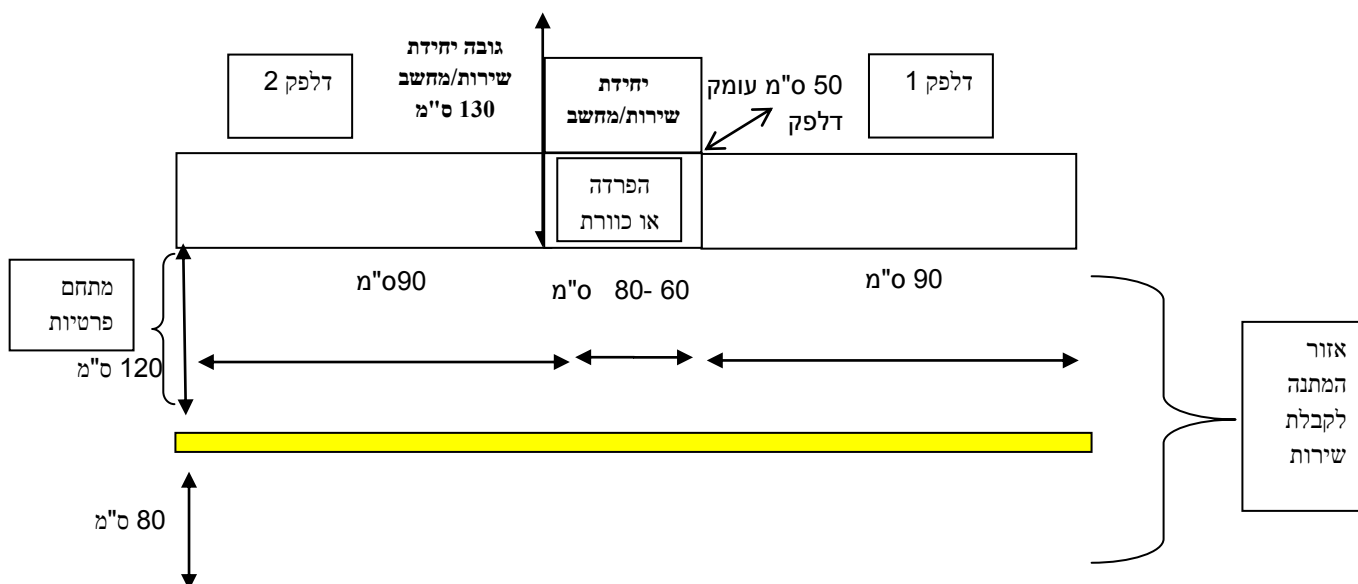 דלפק 1
50 ס"מ עומק
דלפק
יחידת
שירות/מחשב
גובה יחידת
שירות/מחשב
130 ס"מ
דלפק 2
הפרדה
או כוורת
90 ס"מ
60 -80 ס"מ
90ס"מ
מתחם
פרטיות
120 ס"מ
אזור
המתנה
לקבלת
שירות
80 ס"מ